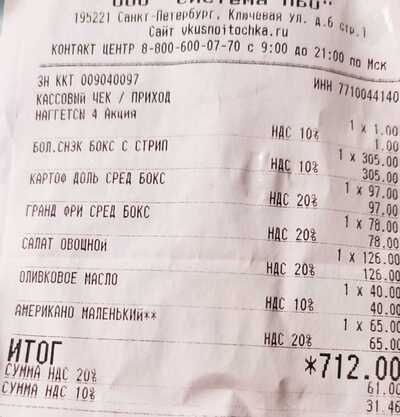 ООО "Система ПБО"
195221 Санкт-Петербург, Ключевая ул. д.6 стр.1
Сайт vkusnoitochka.ru
КОНТАКТ ЦЕНТР 8-800-600-07-70 с 9:00 до 21:00 по Мск
ЗН ККТ 009040097 ИНН 7710044140
КАССОВЫЙ ЧЕК / ПРИХОД
НАГГЕТСЫ 4 Акция 1 x 1.00
НДС 10% 1.00
БОЛ.СНЭК БОКС С СТРИП 1 x 305.00
НДС 10% 305.00
КАРТОФ ДОЛЬ СРЕД БОКС 1 x 97.00
НДС 20% 97.00
ГРАНД ФРИ СРЕД БОКС 1 x 78.00
НДС 20% 78.00
САЛАТ ОВОЩНОЙ 1 x 126.00
НДС 20% 126.00
ОЛИВКОВОЕ МАСЛО 1 x 40.00
НДС 10% 40.00
АМЕРИКАНО МАЛЕНЬКИЙ** 1 x 65.00
НДС 20% 65.00
ИТОГ *712.00
СУММА НДС 20% 61.00
СУММА НДС 10% 31.46